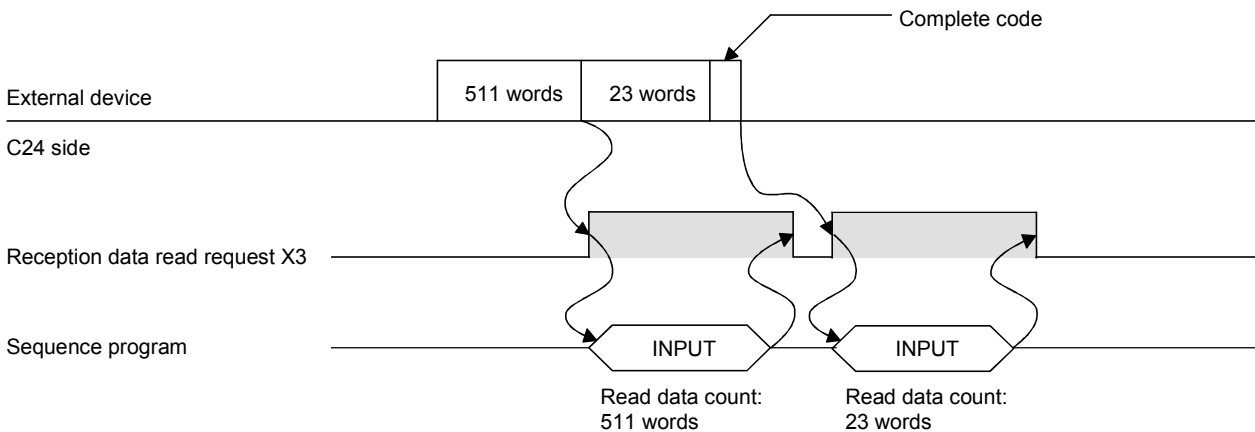 Complete code
External device
511 words
23 words
C24 side
Reception data read request X3
Sequence program
INPUT
INPUT
Read data count:
511 words
Read data count:
23 words